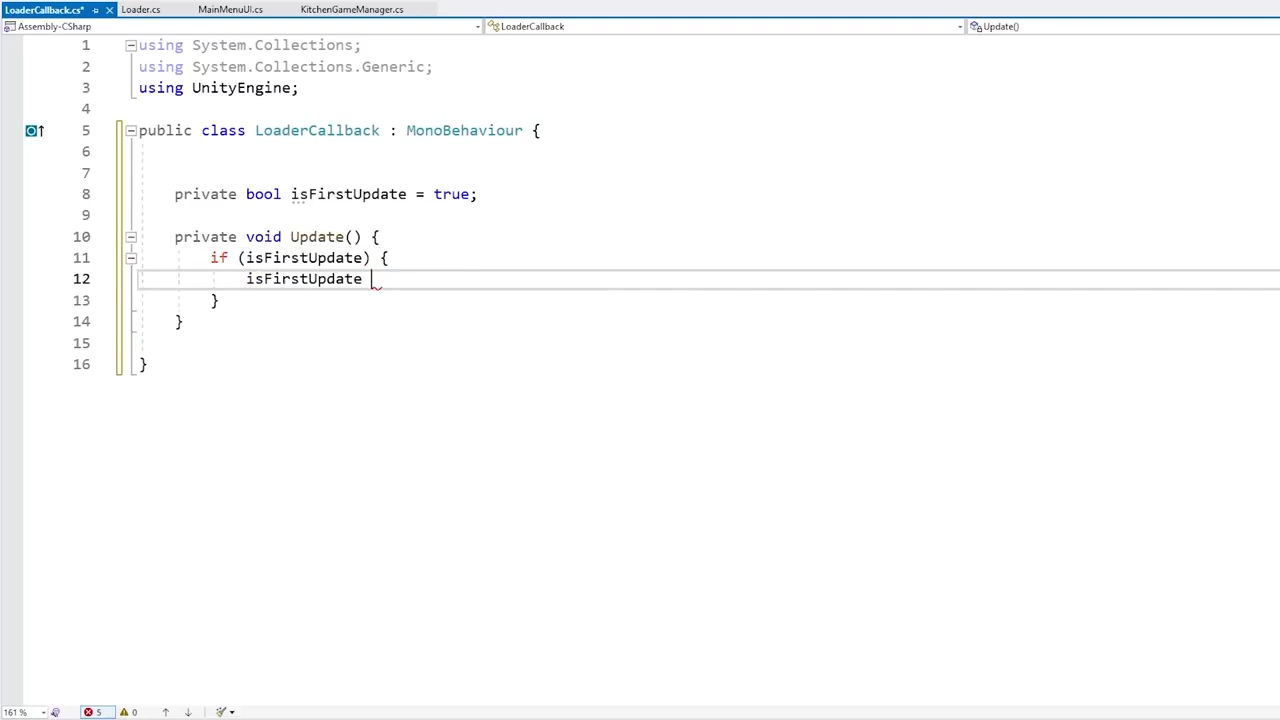 LoaderCallback.cs* Loader.cs MainMenuUI.cs KitchenGameManager.cs
Assembly-CSharp LoaderCallback Update()
1 using System.Collections;
2 using System.Collections.Generic;
3 using UnityEngine;
4
5 public class LoaderCallback : MonoBehaviour {
6
7
8 private bool isFirstUpdate = true;
9
10 private void Update() {
11 if (isFirstUpdate) {
12 isFirstUpdate
13 }
14 }
15
16 }
161 % 5 0